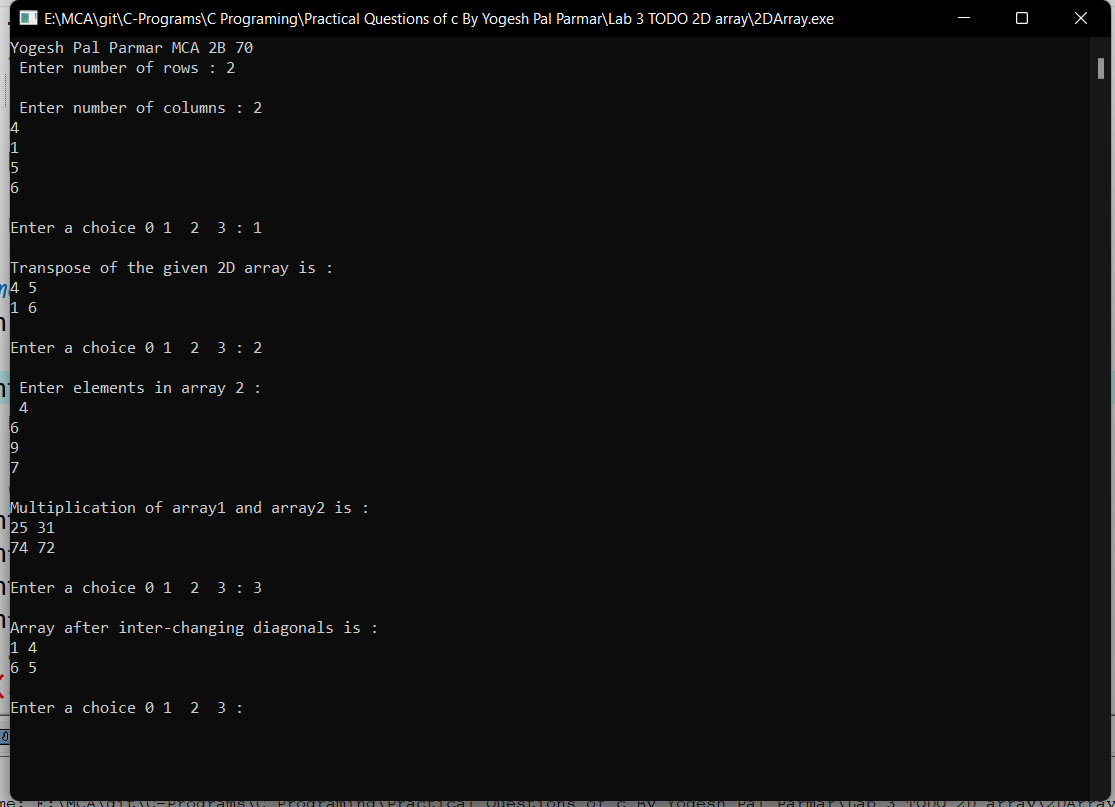 E:\MCA\git\C-Programs\C Programing\Practical Questions of c By Yogesh Pal Parmar\Lab 3 TODO 2D array\2DArray.exe
Yogesh Pal Parmar MCA 2B 70
Enter number of rows : 2
Enter number of columns : 2
4
1
5
6
Enter a choice 0 1  2  3 : 1
Transpose of the given 2D array is :
4 5
1 6
Enter a choice 0 1  2  3 : 2
Enter elements in array 2 :
4
6
9
7
Multiplication of array1 and array2 is :
25 31
74 72
Enter a choice 0 1  2  3 : 3
Array after inter-changing diagonals is :
1 4
6 5
Enter a choice 0 1  2  3 :